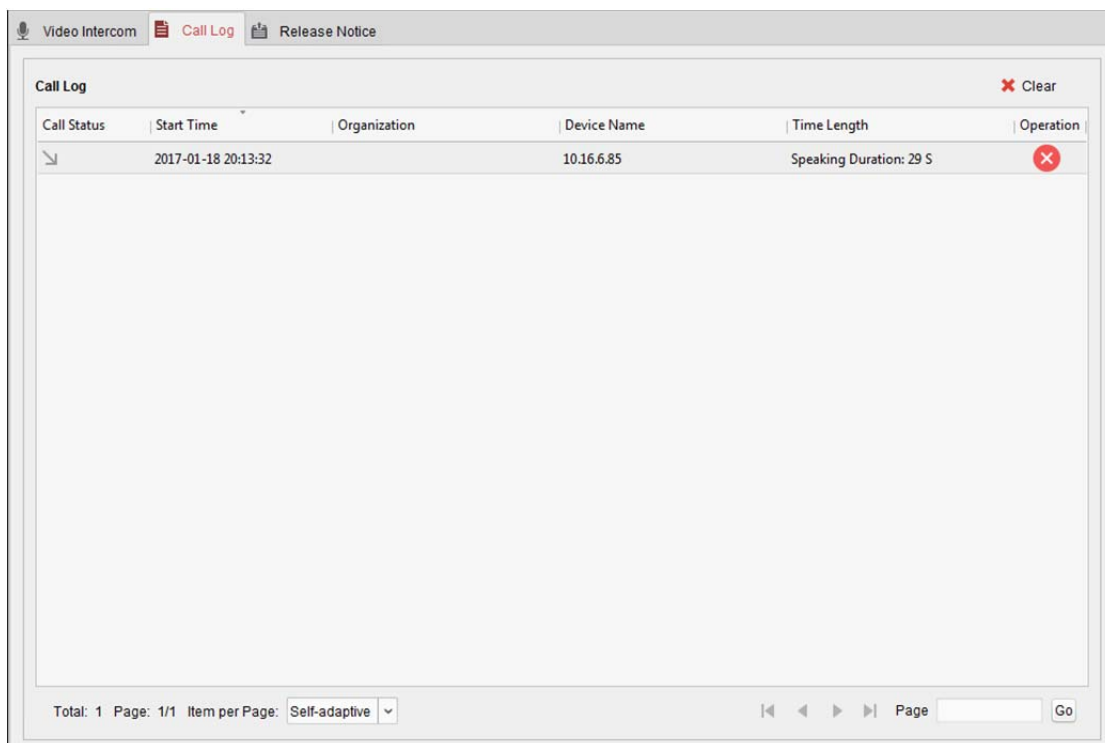 Video Intercom Call Log Release Notice
Call Log Clear
Call Status Start Time Organization Device Name Time Length Operation
2017-01-18 20:13:32 10.16.6.85 Speaking Duration: 29 S
Total: 1 Page: 1/1 Item per Page: Self-adaptive Page Go